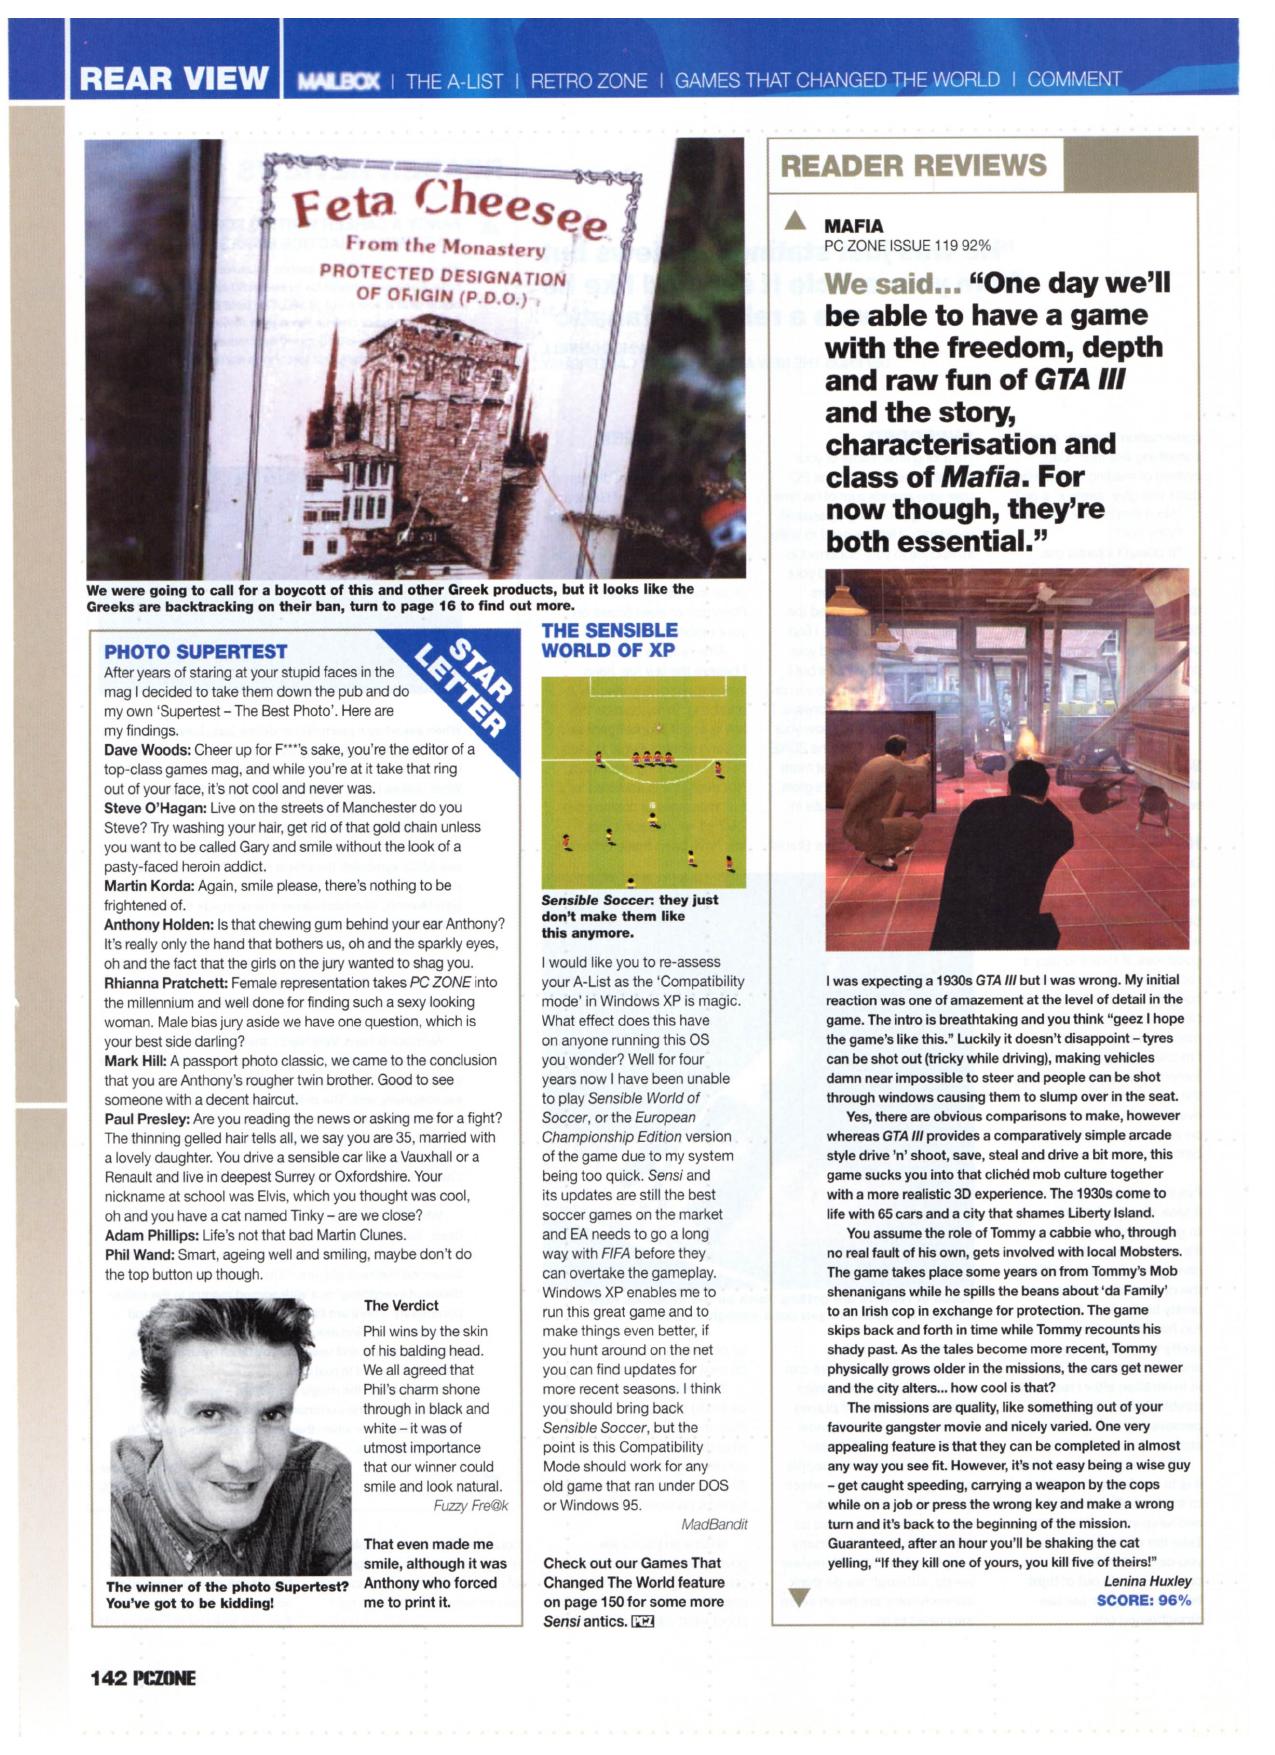 REAR VIEW
MAILBOX | THE A-LIST | RETRO ZONE | GAMES THAT CHANGED THE WORLD | COMMENT
Feta Cheesee
From the Monastery
PROTECTED DESIGNATION
OF ORIGIN (P.D.O.)
We were going to call for a boycott of this and other Greek products, but it looks like the
Greeks are backtracking on their ban, turn to page 16 to find out more.
PHOTO SUPERTEST
STAR
LETTER
After years of staring at your stupid faces in the
mag I decided to take them down the pub and do
my own 'Supertest – The Best Photo'. Here are
my findings.
Dave Woods: Cheer up for F***'s sake, you're the editor of a
top-class games mag, and while you're at it take that ring
out of your face, it's not cool and never was.
Steve O'Hagan: Live on the streets of Manchester do you
Steve? Try washing your hair, get rid of that gold chain unless
you want to be called Gary and smile without the look of a
pasty-faced heroin addict.
Martin Korda: Again, smile please, there's nothing to be
frightened of.
Anthony Holden: Is that chewing gum behind your ear Anthony?
It's really only the hand that bothers us, oh and the sparkly eyes,
oh and the fact that the girls on the jury wanted to shag you.
Rhianna Pratchett: Female representation takes PC ZONE into
the millennium and well done for finding such a sexy looking
woman. Male bias jury aside we have one question, which is
your best side darling?
Mark Hill: A passport photo classic, we came to the conclusion
that you are Anthony's rougher twin brother. Good to see
someone with a decent haircut.
Paul Presley: Are you reading the news or asking me for a fight?
The thinning gelled hair tells all, we say you are 35, married with
a lovely daughter. You drive a sensible car like a Vauxhall or a
Renault and live in deepest Surrey or Oxfordshire. Your
nickname at school was Elvis, which you thought was cool,
oh and you have a cat named Tinky – are we close?
Adam Phillips: Life's not that bad Martin Clunes.
Phil Wand: Smart, ageing well and smiling, maybe don't do
the top button up though.
The winner of the photo Supertest?
You've got to be kidding!
The Verdict
Phil wins by the skin
of his balding head.
We all agreed that
Phil's charm shone
through in black and
white – it was of
utmost importance
that our winner could
smile and look natural.
Fuzzy Fre@k
That even made me
smile, although it was
Anthony who forced
me to print it.
THE SENSIBLE
WORLD OF XP
Sensible Soccer: they just
don't make them like
this anymore.
I would like you to re-assess
your A-List as the 'Compatibility
mode' in Windows XP is magic.
What effect does this have
on anyone running this OS
you wonder? Well for four
years now I have been unable
to play Sensible World of
Soccer, or the European
Championship Edition version
of the game due to my system
being too quick. Sensi and
its updates are still the best
soccer games on the market
and EA needs to go a long
way with FIFA before they
can overtake the gameplay.
Windows XP enables me to
run this great game and to
make things even better, if
you hunt around on the net
you can find updates for
more recent seasons. I think
you should bring back
Sensible Soccer, but the
point is this Compatibility
Mode should work for any
old game that ran under DOS
or Windows 95.
MadBandit
Check out our Games That
Changed The World feature
on page 150 for some more
Sensi antics. PCZ
READER REVIEWS
MAFIA
PC ZONE ISSUE 119 92%
We said... “One day we'll
be able to have a game
with the freedom, depth
and raw fun of GTA III
and the story,
characterisation and
class of Mafia. For
now though, they're
both essential.”
I was expecting a 1930s GTA III but I was wrong. My initial
reaction was one of amazement at the level of detail in the
game. The intro is breathtaking and you think “geez I hope
the game's like this.” Luckily it doesn't disappoint – tyres
can be shot out (tricky while driving), making vehicles
damn near impossible to steer and people can be shot
through windows causing them to slump over in the seat.
Yes, there are obvious comparisons to make, however
whereas GTA III provides a comparatively simple arcade
style drive 'n' shoot, save, steal and drive a bit more, this
game sucks you into that clichéd mob culture together
with a more realistic 3D experience. The 1930s come to
life with 65 cars and a city that shames Liberty Island.
You assume the role of Tommy a cabbie who, through
no real fault of his own, gets involved with local Mobsters.
The game takes place some years on from Tommy's Mob
shenanigans while he spills the beans about 'da Family'
to an Irish cop in exchange for protection. The game
skips back and forth in time while Tommy recounts his
shady past. As the tales become more recent, Tommy
physically grows older in the missions, the cars get newer
and the city alters... how cool is that?
The missions are quality, like something out of your
favourite gangster movie and nicely varied. One very
appealing feature is that they can be completed in almost
any way you see fit. However, it's not easy being a wise guy
– get caught speeding, carrying a weapon by the cops
while on a job or press the wrong key and make a wrong
turn and it's back to the beginning of the mission.
Guaranteed, after an hour you'll be shaking the cat
yelling, “If they kill one of yours, you kill five of theirs!”
Lenina Huxley
SCORE: 96%
142 PCZONE